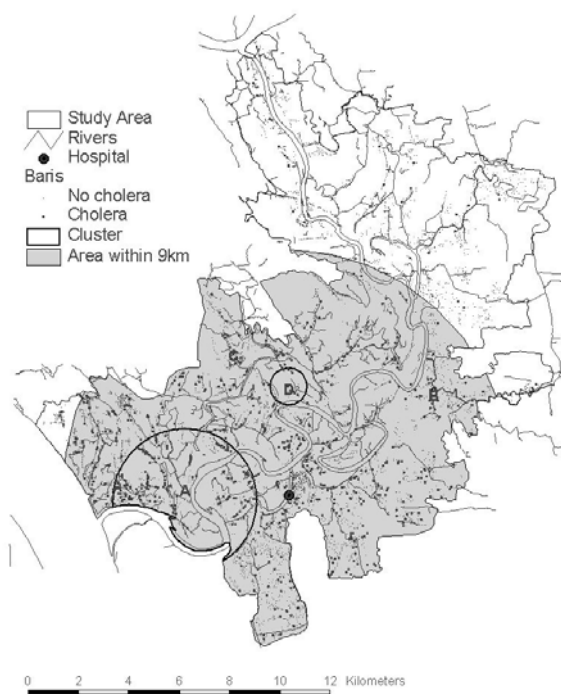 Study Area
Rivers
Hospital
Baris
No cholera
Cholera
Cluster
Area within 9km
C
D
B
A
0 2 4 6 8 10 12 Kilometers